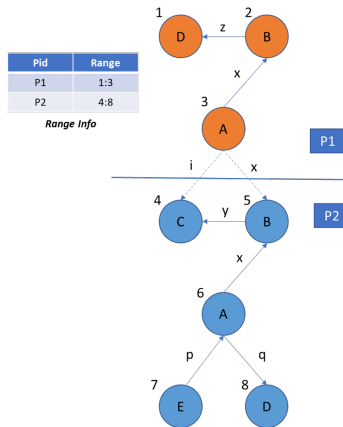 1
2
D
z
B
Pid Range
P1 1:3
P2 4:8
Range Info
x
3
A
P1
i
x
4
5
C
y
B
P2
x
6
A
p
q
7
8
E
D